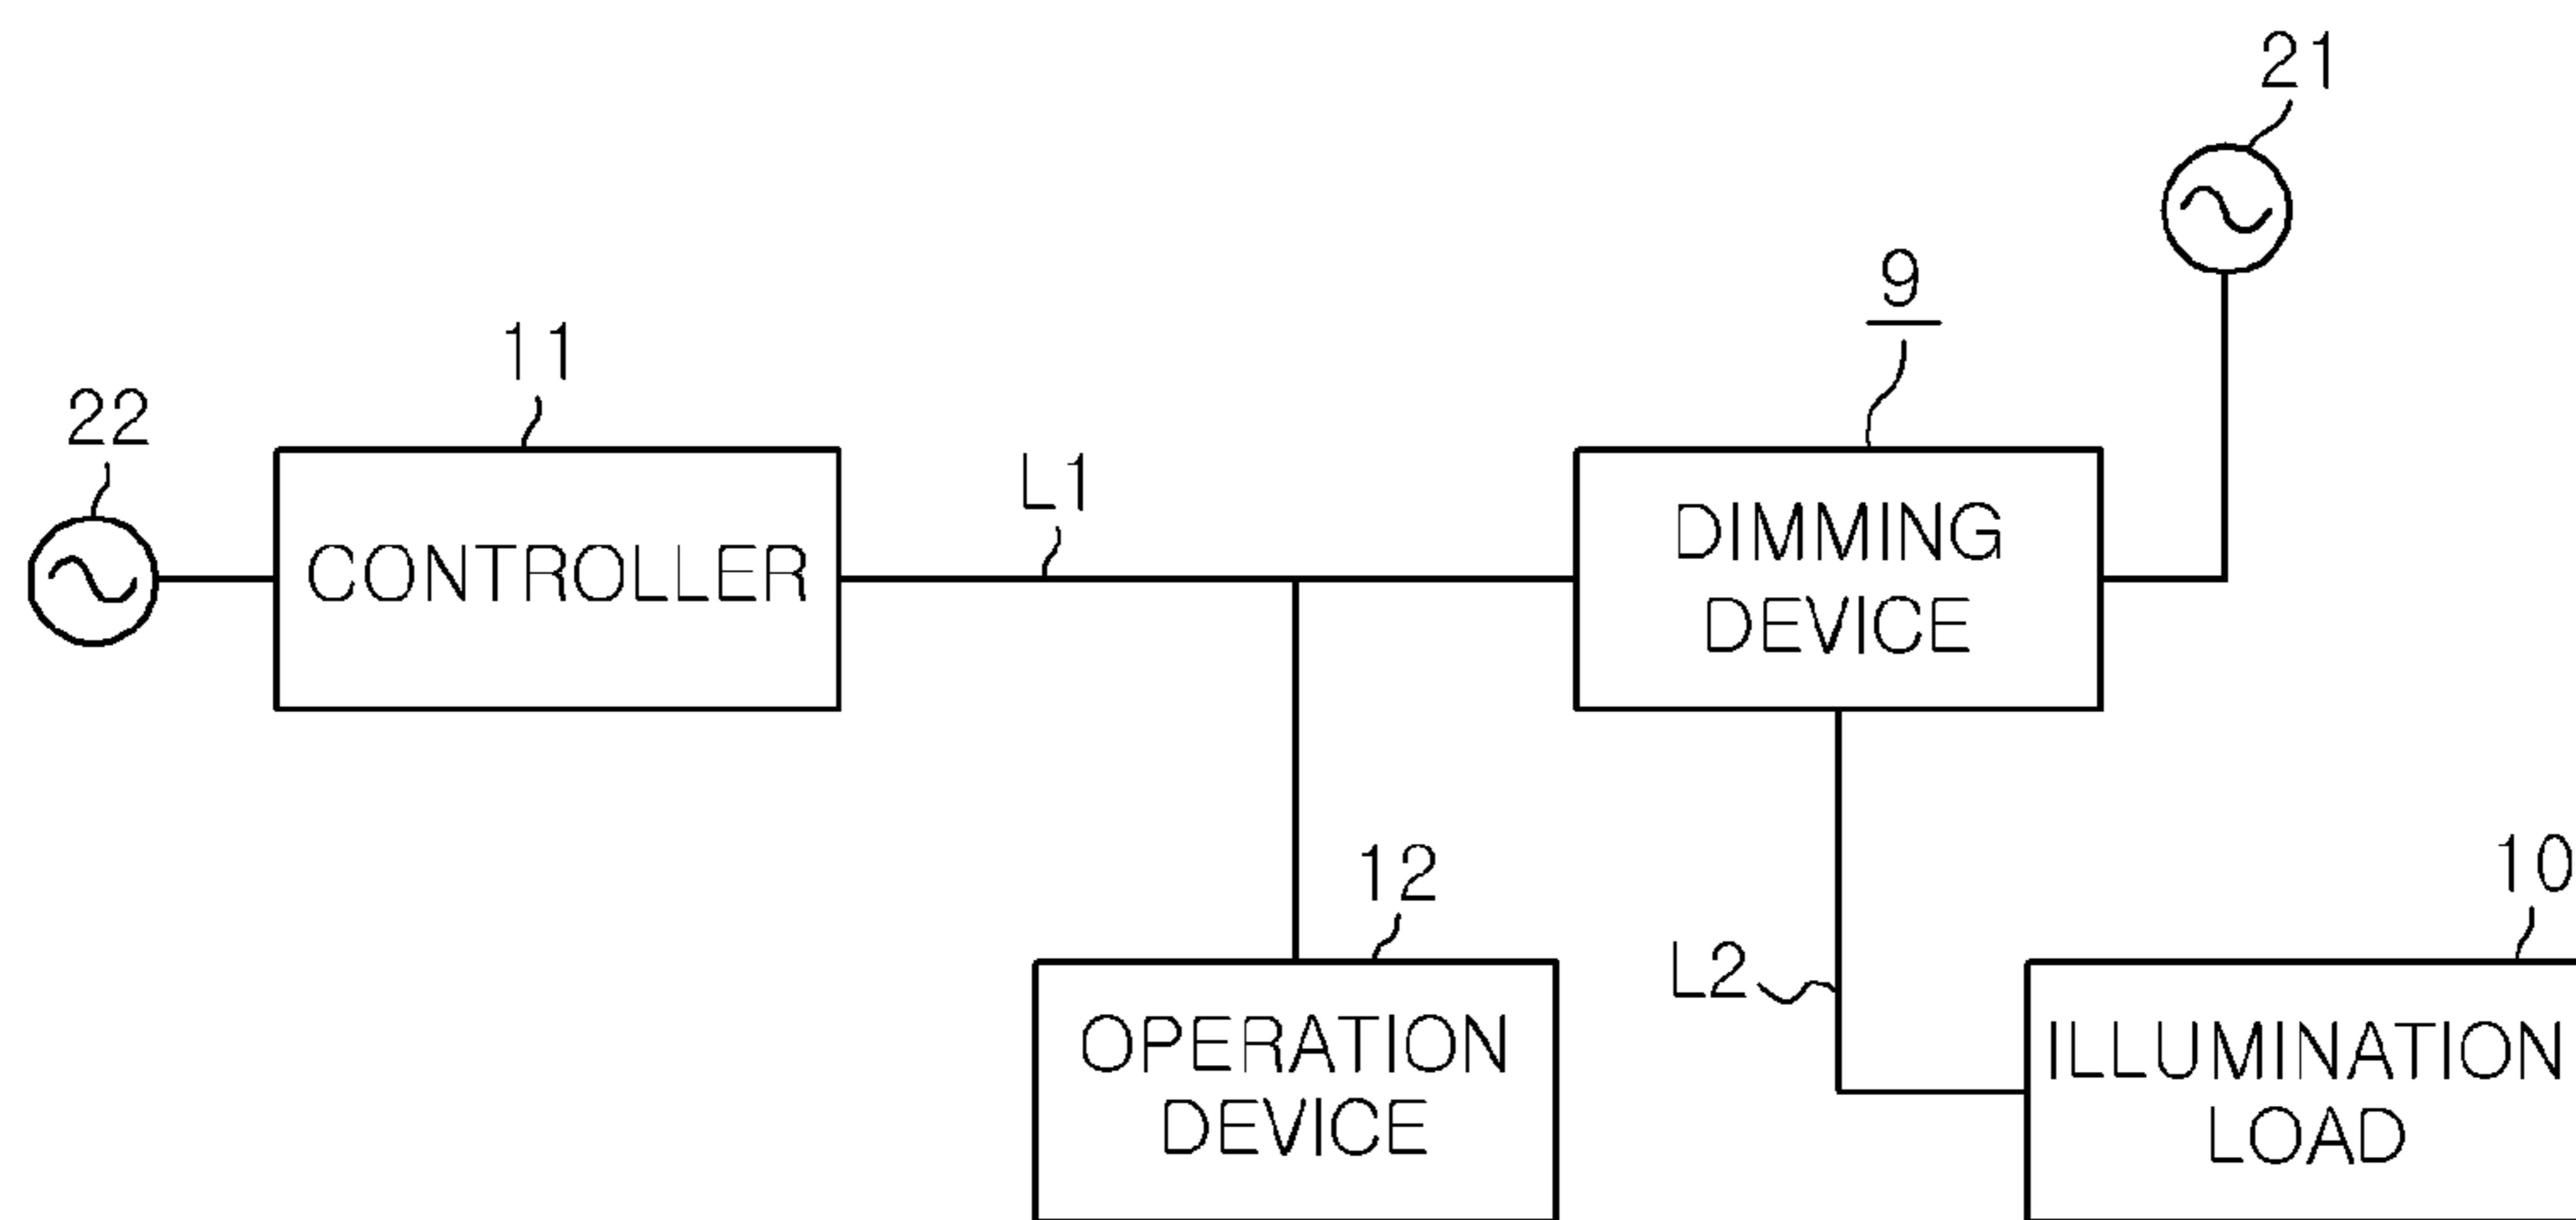 21
9
11
22
L1
CONTROLLER
DIMMING
DEVICE
12
10
L2
OPERATION
DEVICE
ILLUMINATION
LOAD